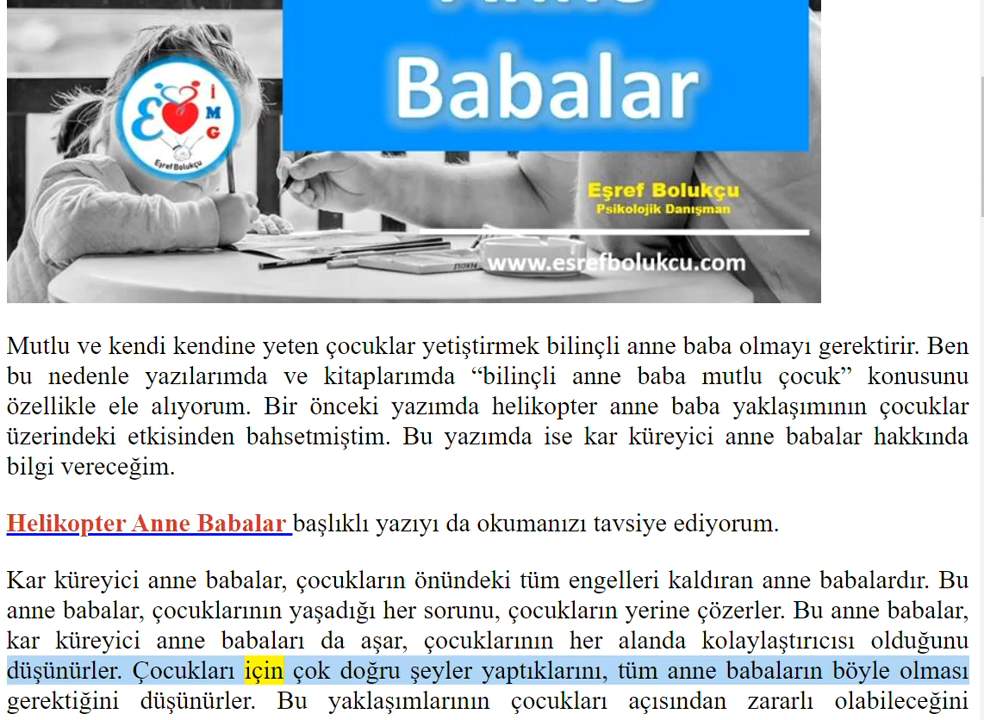 Babalar
İ
M
G
Eşref Bolukçu
Eşref Bolukçu
Psikolojik Danışman
www.esrefbolukcu.com
Mutlu ve kendi kendine yeten çocuklar yetiştirmek bilinçli anne baba olmayı gerektirir. Ben
bu nedenle yazılarımda ve kitaplarımda “bilinçli anne baba mutlu çocuk” konusunu
özellikle ele alıyorum. Bir önceki yazımda helikopter anne baba yaklaşımının çocuklar
üzerindeki etkisinden bahsetmiştim. Bu yazımda ise kar küreyici anne babalar hakkında
bilgi vereceğim.
Helikopter Anne Babalar başlıklı yazıyı da okumanızı tavsiye ediyorum.
Kar küreyici anne babalar, çocukların önündeki tüm engelleri kaldıran anne babalardır. Bu
anne babalar, çocuklarının yaşadığı her sorunu, çocukların yerine çözerler. Bu anne babalar,
kar küreyici anne babaları da aşar, çocuklarının her alanda kolaylaştırıcısı olduğunu
düşünürler. Çocukları için çok doğru şeyler yaptıklarını, tüm anne babaların böyle olması
gerektiğini düşünürler. Bu yaklaşımlarının çocukları açısından zararlı olabileceğini